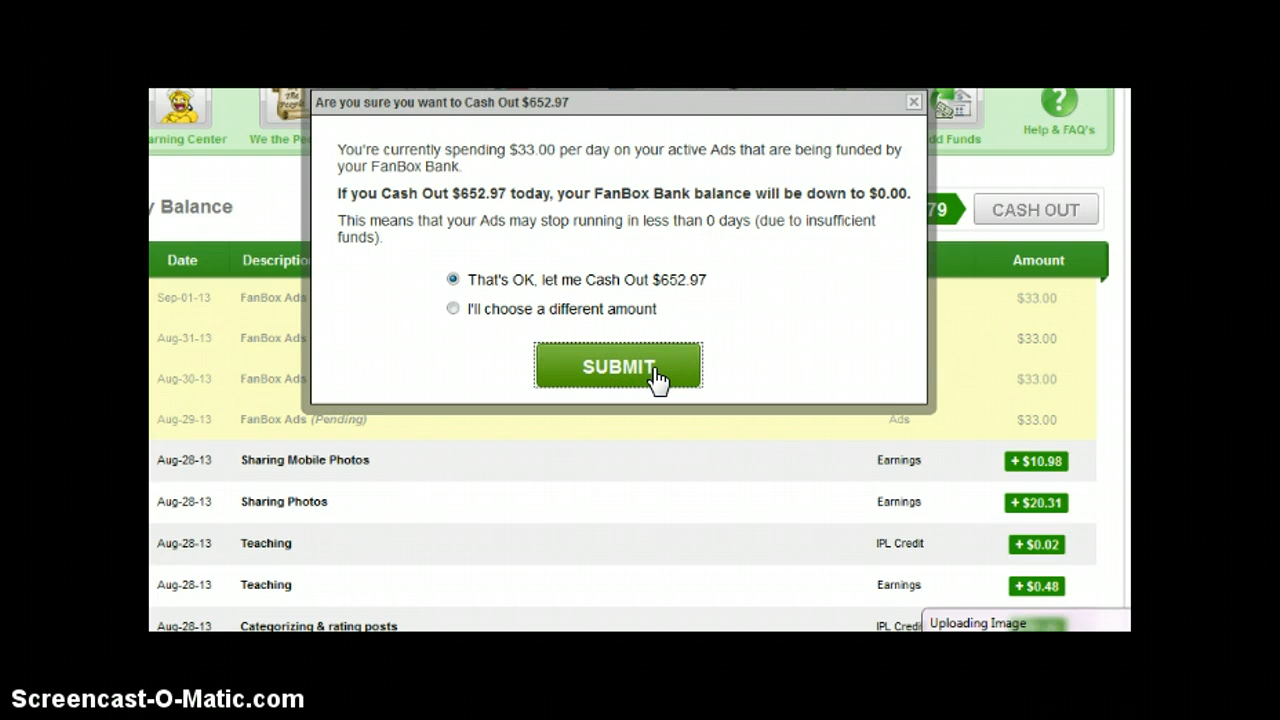 Are you sure you want to Cash Out $652.97
arning Center
We the Pe
dd Funds
Help & FAQ's
You're currently spending $33.00 per day on your active Ads that are being funded by
your FanBox Bank.
If you Cash Out $652.97 today, your FanBox Bank balance will be down to $0.00.
This means that your Ads may stop running in less than 0 days (due to insufficient
funds).
y Balance
79
CASH OUT
That's OK, let me Cash Out $652.97
I'll choose a different amount
SUBMIT
Date Descriptio Amount
Sep-01-13 FanBox Ads $33.00
Aug-31-13 FanBox Ads $33.00
Aug-30-13 FanBox Ads $33.00
Aug-29-13 FanBox Ads (Pending) Ads $33.00
Aug-28-13 Sharing Mobile Photos Earnings + $10.98
Aug-28-13 Sharing Photos Earnings + $20.31
Aug-28-13 Teaching IPL Credit + $0.02
Aug-28-13 Teaching Earnings + $0.48
Aug-28-13 Categorizing & rating posts IPL Credi
Uploading Image
Screencast-O-Matic.com